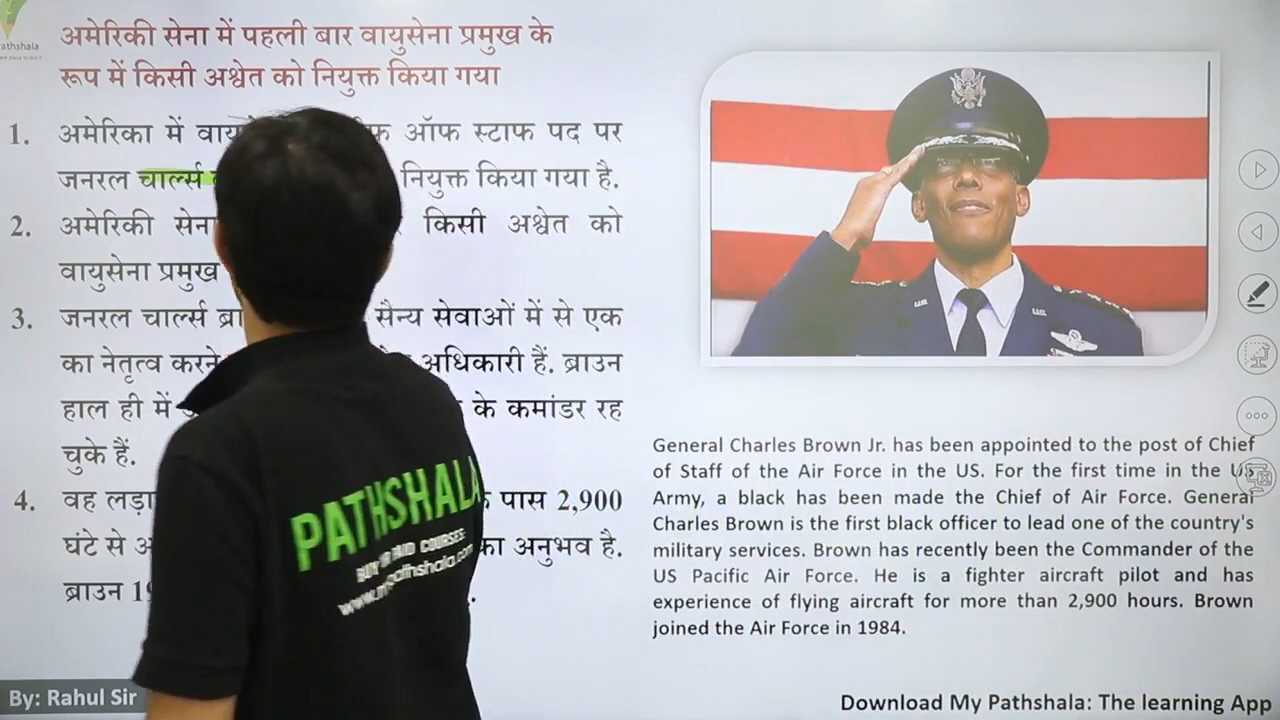 athshala
अमेरिकी सेना में पहली बार वायुसेना प्रमुख के
रूप में किसी अश्वेत को नियुक्त किया गया
1. अमेरिका में ऑफ स्टाफ पद पर
जनरल चार्ल्स नियुक्त किया गया है.
2. अमेरिकी किसी अश्वेत को
वायुसेना प्रमुख
3. जनरल चार्ल्स सैन्य सेवाओं में से एक
का नेतृत्व करने अधिकारी हैं. ब्राउन
हाल ही में के कमांडर रह
चुके हैं.
4. वह पास 2,900
घंटे से का अनुभव है.
ब्राउन
General Charles Brown Jr. has been appointed to the post of Chief
of Staff of the Air Force in the US. For the first time in the US
Army, a black has been made the Chief of Air Force. General
Charles Brown is the first black officer to lead one of the country's
military services. Brown has recently been the Commander of the
US Pacific Air Force. He is a fighter aircraft pilot and has
experience of flying aircraft for more than 2,900 hours. Brown
joined the Air Force in 1984.
U.S.
U.S.
PATHSHALA
PAID COURSES:
By: Rahul Sir
Download My Pathshala: The learning App